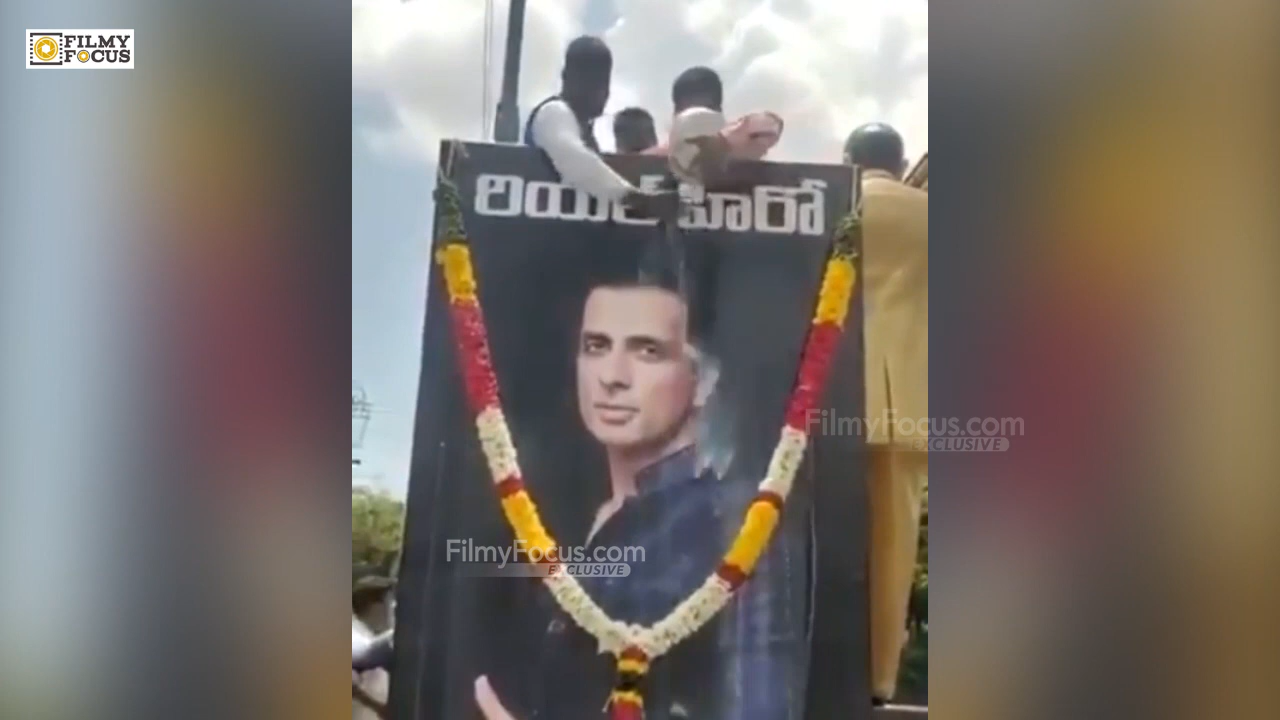 FILMY
FOCUS
రియల్ హీరో
FilmyFocus.com
EXCLUSIVE
FilmyFocus.com
EXCLUSIVE